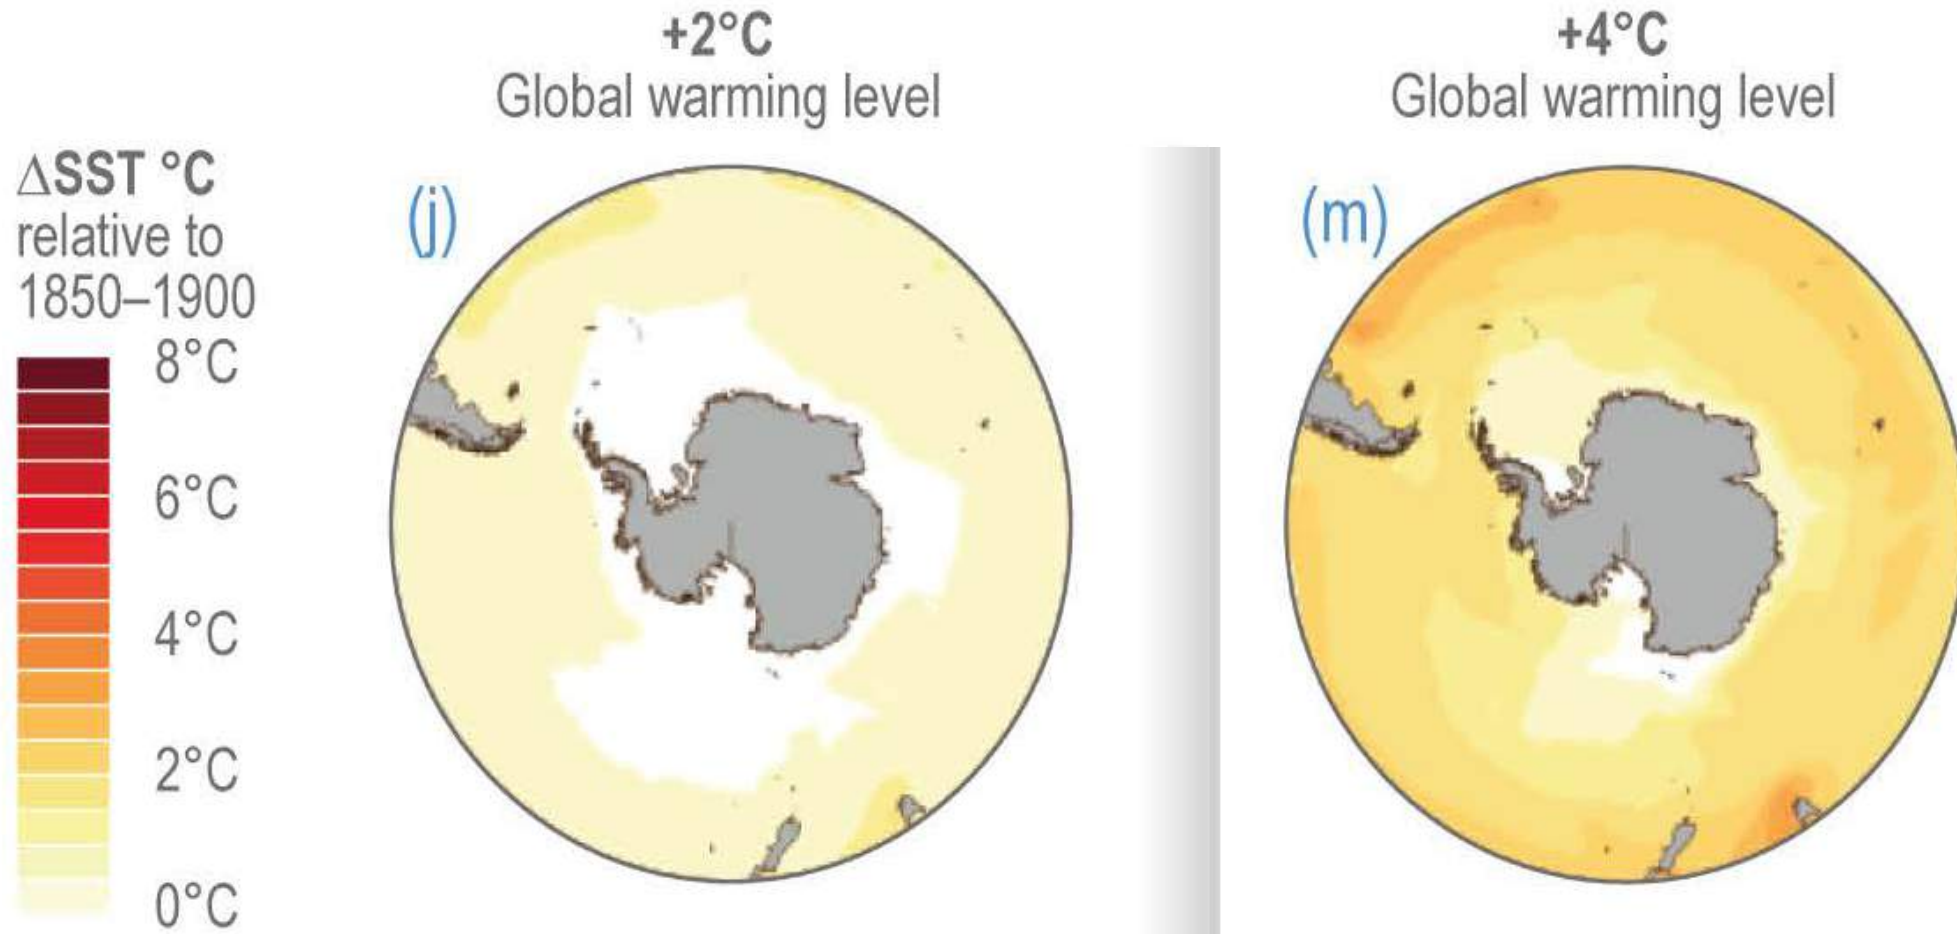 +2°C
Global warming level
+4°C
Global warming level
ΔSST °C
relative to
1850–1900
8°C
6°C
4°C
2°C
0°C
(j)
(m)